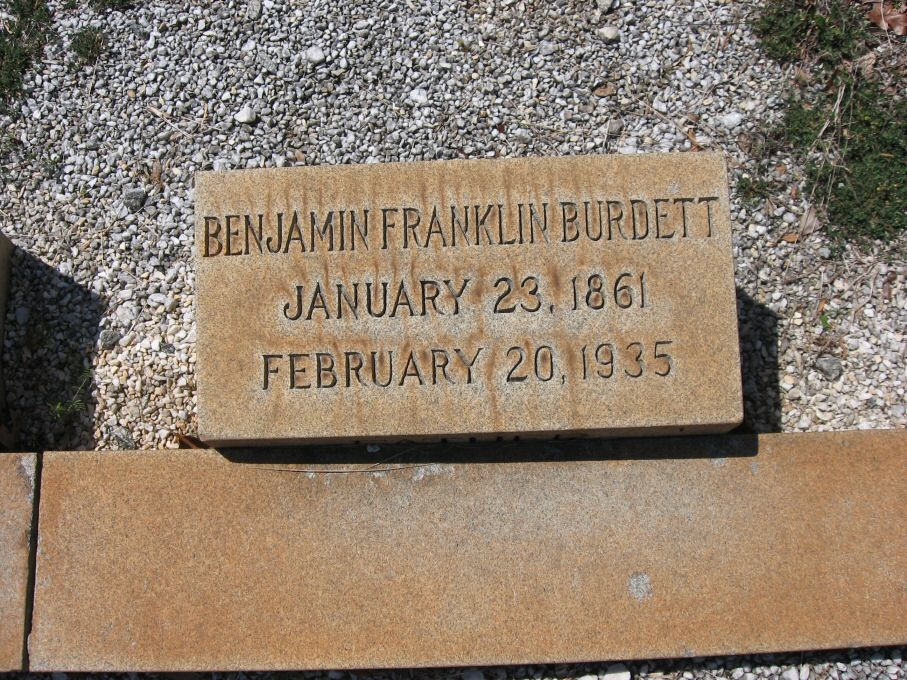 BENJAMIN FRANKLIN BURDETT
JANUARY 23, 1861
FEBRUARY 20, 1935